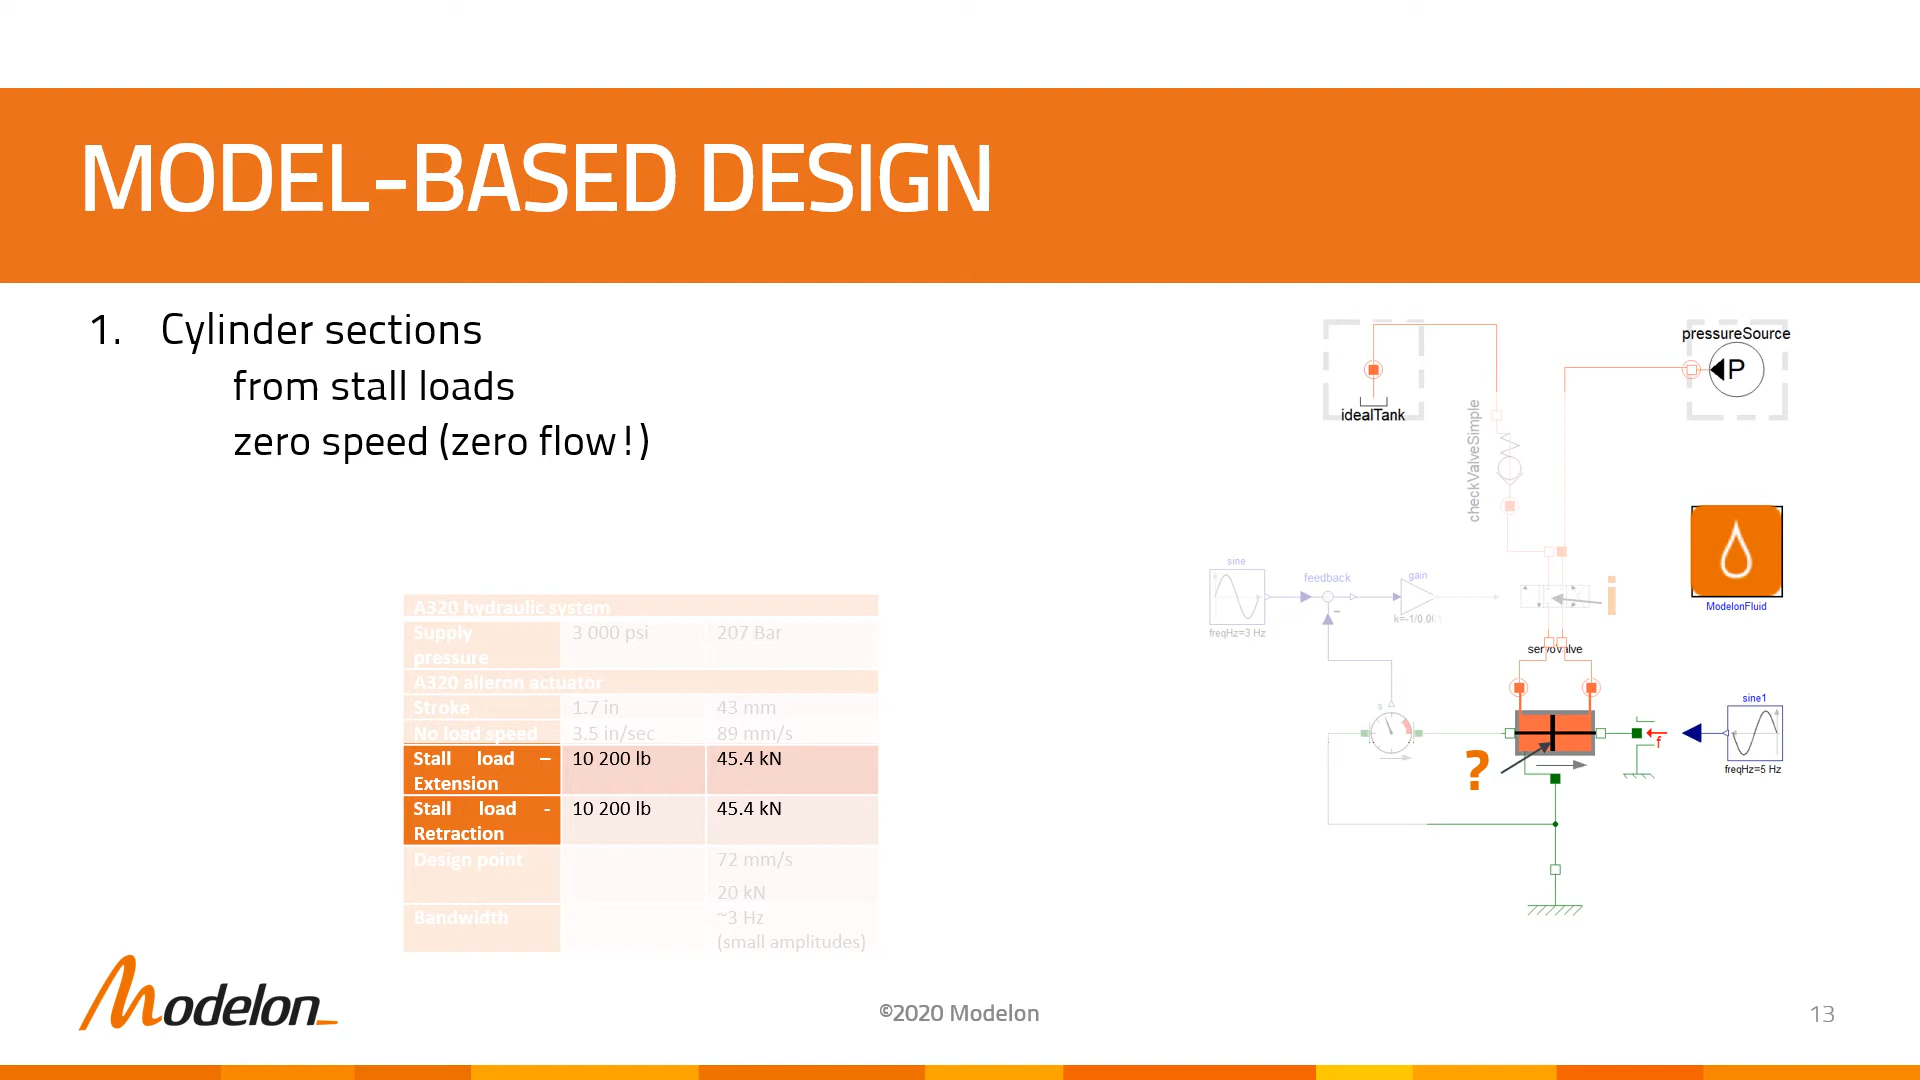 MODEL-BASED DESIGN
1. Cylinder sections
from stall loads
zero speed (zero flow!)
A320 hydraulic system
Supply pressure 3 000 psi 207 Bar
A320 aileron actuator
Stroke 1.7 in 43 mm
No load speed 3.5 in/sec 89 mm/s
Stall load – Extension 10 200 lb 45.4 kN
Stall load - Retraction 10 200 lb 45.4 kN
Design point 72 mm/s
20 kN
Bandwidth ~3 Hz
(small amplitudes)
idealTank
pressureSource
P
checkValveSimple
ModelonFluid
sine
freqHz=3 Hz
feedback
gain
i
servoValve
s
?
f
sine1
freqHz=5 Hz
Modelon
©2020 Modelon
13